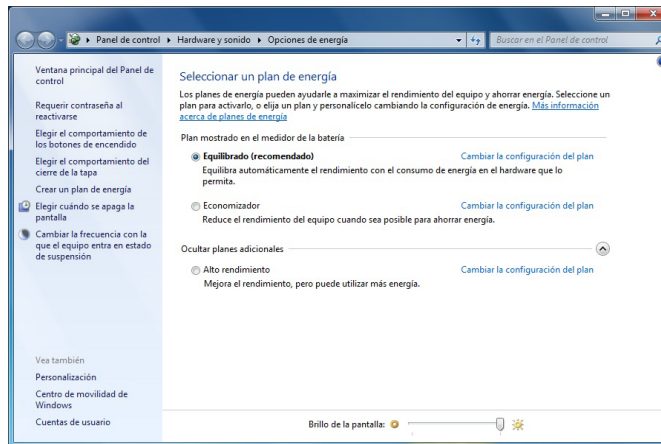 Panel de control ▸ Hardware y sonido ▸ Opciones de energía
Buscar en el Panel de control
Ventana principal del Panel de
control
Requerir contraseña al
reactivarse
Elegir el comportamiento de
los botones de encendido
Elegir el comportamiento del
cierre de la tapa
Crear un plan de energía
Elegir cuándo se apaga la
pantalla
Cambiar la frecuencia con la
que el equipo entra en estado
de suspensión
Vea también
Personalización
Centro de movilidad de
Windows
Cuentas de usuario
Seleccionar un plan de energía
Los planes de energía pueden ayudarle a maximizar el rendimiento del equipo y ahorrar energía. Seleccione un
plan para activarlo, o elija un plan y personalícelo cambiando la configuración de energía. Más información
acerca de planes de energía
Plan mostrado en el medidor de la batería
Equilibrado (recomendado) Cambiar la configuración del plan
Equilibra automáticamente el rendimiento con el consumo de energía en el hardware que lo
permita.
Economizador Cambiar la configuración del plan
Reduce el rendimiento del equipo cuando sea posible para ahorrar energía.
Ocultar planes adicionales
Alto rendimiento Cambiar la configuración del plan
Mejora el rendimiento, pero puede utilizar más energía.
Brillo de la pantalla: